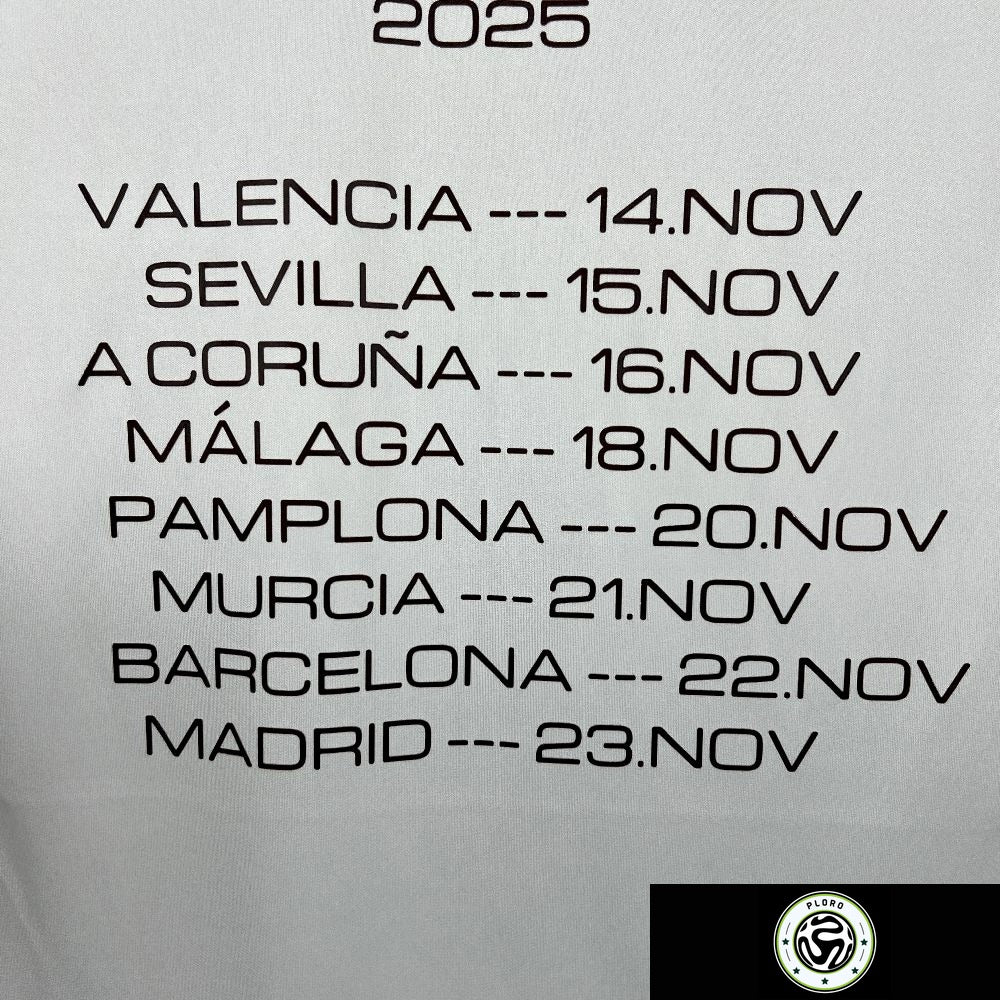 2025
VALENCIA --- 14.NOV
SEVILLA --- 15.NOV
A CORUÑA --- 16.NOV
MÁLAGA --- 18.NOV
PAMPLONA --- 20.NOV
MURCIA --- 21.NOV
BARCELONA --- 22.NOV
MADRID --- 23.NOV
PLORO